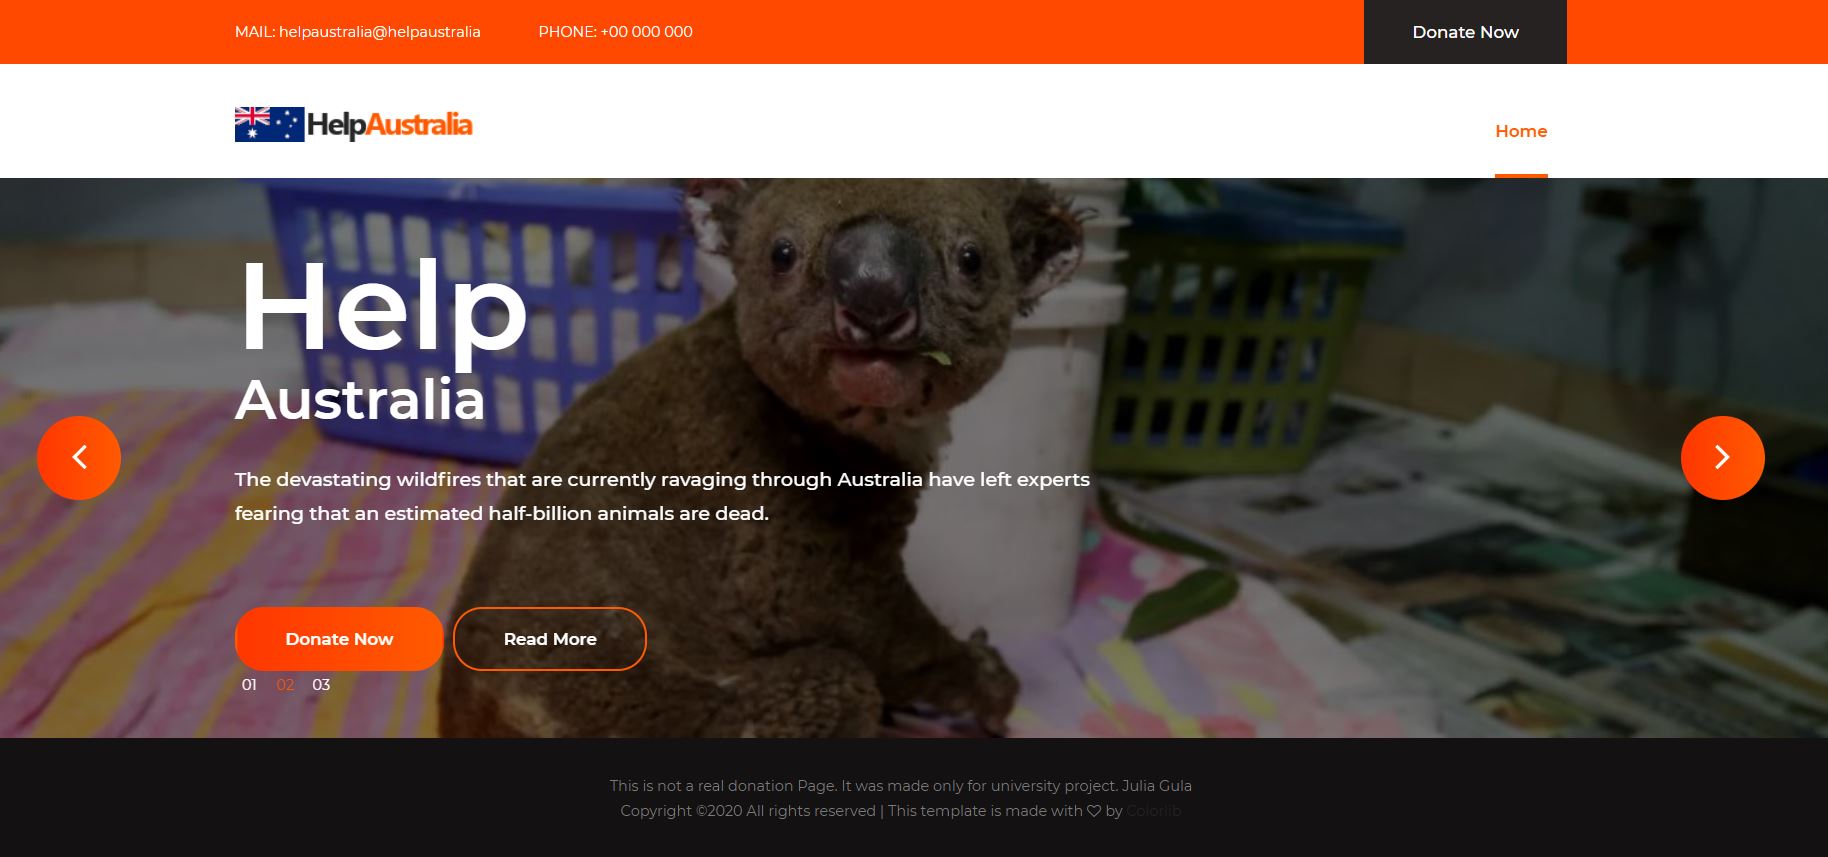 MAIL: helpaustralia@helpaustralia PHONE: +00 000 000 Donate Now
HelpAustralia
Home
Help
Australia
The devastating wildfires that are currently ravaging through Australia have left experts
fearing that an estimated half-billion animals are dead.
Donate Now Read More
01 02 03
This is not a real donation Page. It was made only for university project. Julia Gula
Copyright ©2020 All rights reserved | This template is made with ♡ by Colorlib